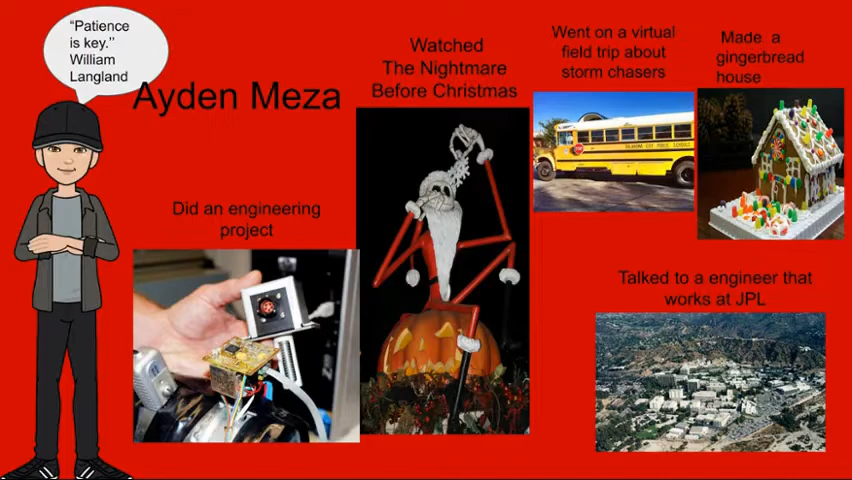 “Patience
is key.”
William
Langland
Ayden Meza
Did an engineering
project
Watched
The Nightmare
Before Christmas
Went on a virtual
field trip about
storm chasers
Made a
gingerbread
house
Talked to a engineer that
works at JPL